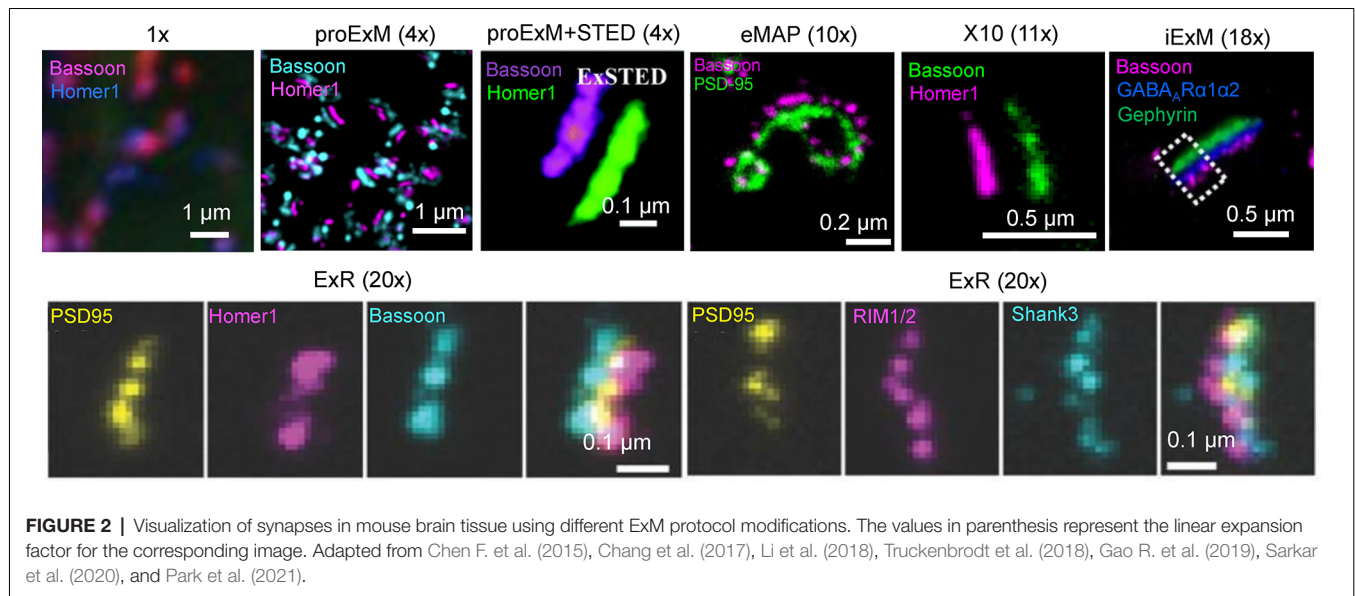 1x
proExM (4x)
proExM+STED (4x)
eMAP (10x)
X10 (11x)
iExM (18x)
Bassoon
Homer1
1 μm
Bassoon
Homer1
1 μm
Bassoon
ExSTED
Homer1
0.1 μm
Bassoon
PSD-95
0.2 μm
Bassoon
Homer1
0.5 μm
Bassoon
GABAARα1α2
Gephyrin
0.5 μm
ExR (20x)
ExR (20x)
PSD95
Homer1
Bassoon
0.1 μm
PSD95
RIM1/2
Shank3
0.1 μm
FIGURE 2 | Visualization of synapses in mouse brain tissue using different ExM protocol modifications. The values in parenthesis represent the linear expansion
factor for the corresponding image. Adapted from Chen F. et al. (2015), Chang et al. (2017), Li et al. (2018), Truckenbrodt et al. (2018), Gao R. et al. (2019), Sarkar
et al. (2020), and Park et al. (2021).